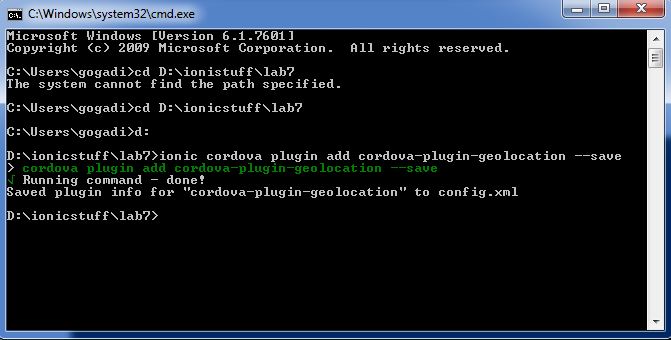 C:\Windows\system32\cmd.exe
Microsoft Windows [Version 6.1.7601]
Copyright (c) 2009 Microsoft Corporation.  All rights reserved.
C:\Users\gogadi>cd D:\ionistuff\lab7
The system cannot find the path specified.
C:\Users\gogadi>cd D:\ionicstuff\lab7
C:\Users\gogadi>d:
D:\ionicstuff\lab7>ionic cordova plugin add cordova-plugin-geolocation --save
> cordova plugin add cordova-plugin-geolocation --save
√ Running command - done!
Saved plugin info for "cordova-plugin-geolocation" to config.xml
D:\ionicstuff\lab7>